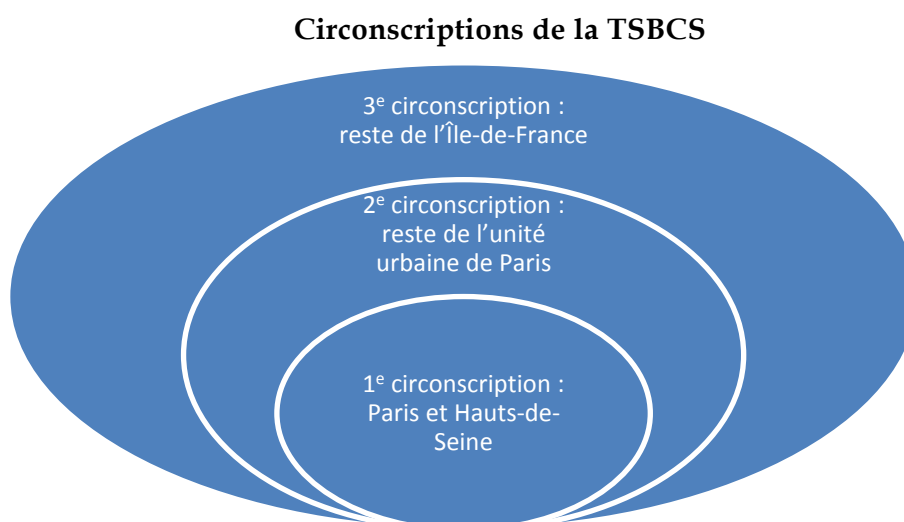 Circonscriptions de la TSBCS
3e circonscription :
reste de l'Île-de-France
2e circonscription :
reste de l'unité
urbaine de Paris
1e circonscription :
Paris et Hauts-de-
Seine